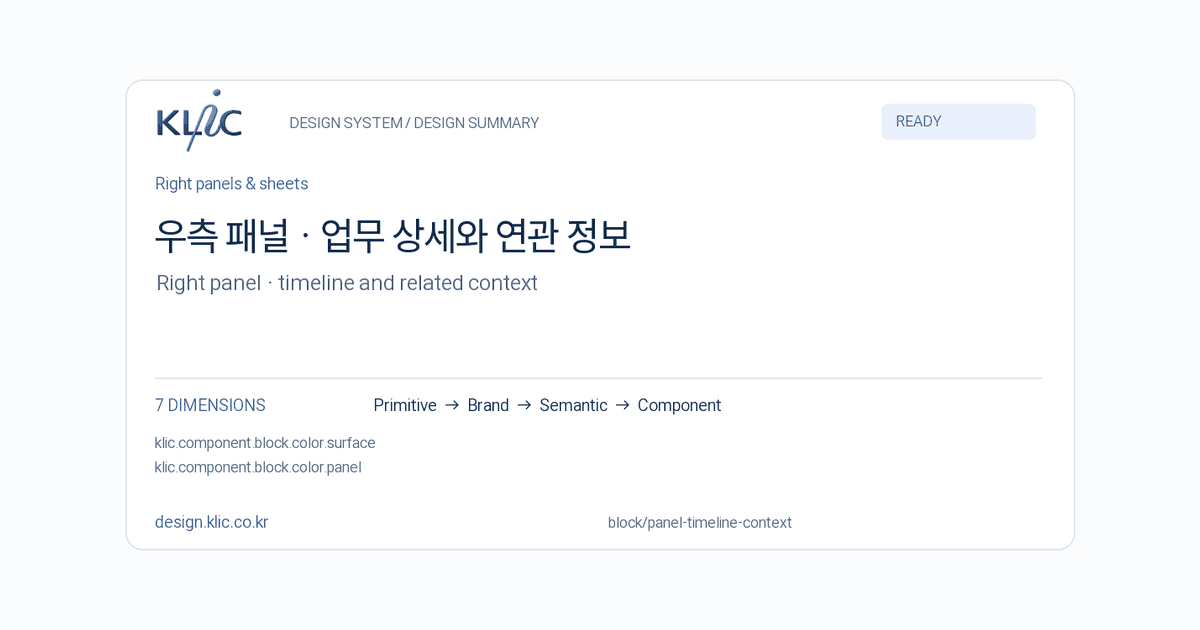 KLiC
DESIGN SYSTEM / DESIGN SUMMARY
READY
Right panels & sheets
우측 패널 · 업무 상세와 연관 정보
Right panel · timeline and related context
7 DIMENSIONS
Primitive → Brand → Semantic → Component
klic.component.block.color.surface
klic.component.block.color.panel
design.klic.co.kr
block/panel-timeline-context